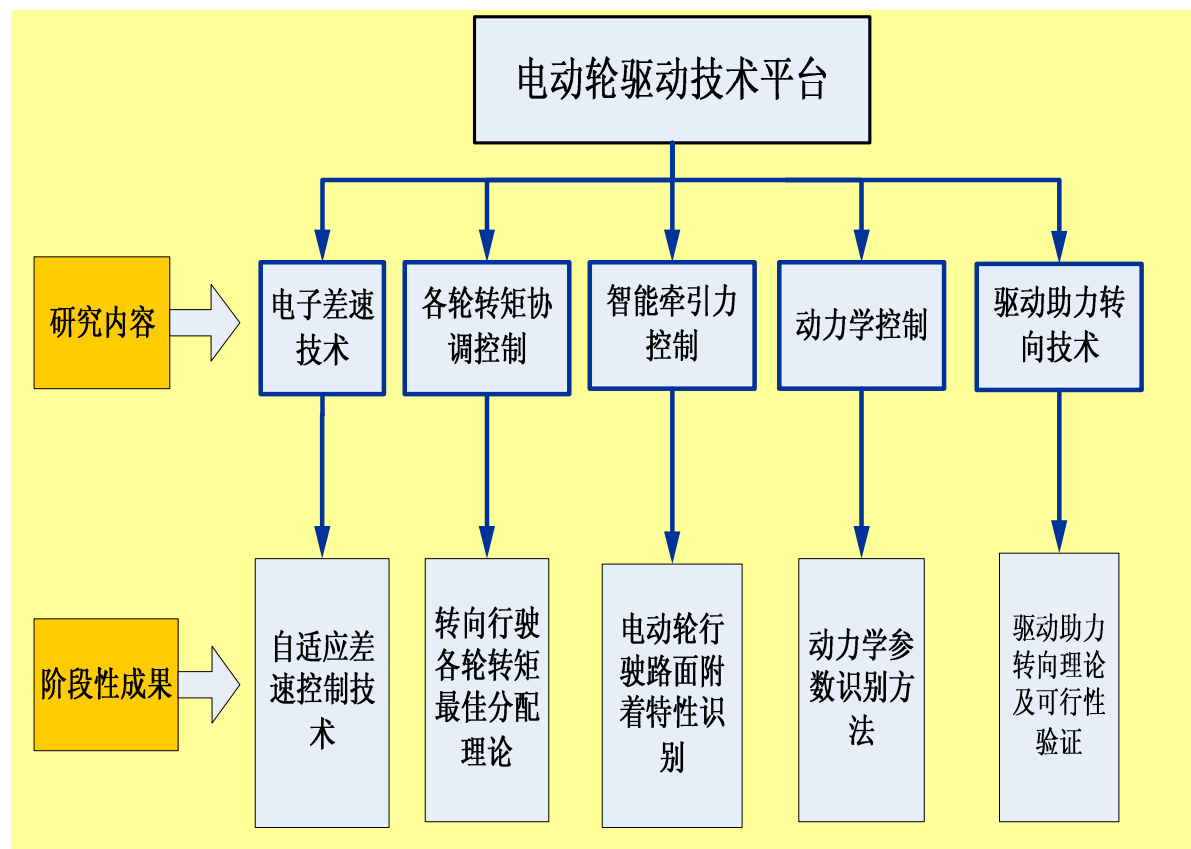 电动轮驱动技术平台
研究内容
电子差速
技术
各轮转矩协
调控制
智能牵引力
控制
动力学控制
驱动助力转
向技术
阶段性成果
自适应差
速控制技
术
转向行驶
各轮转矩
最佳分配
理论
电动轮行
驶路面附
着特性识
别
动力学参
数识别方
法
驱动助力
转向理论
及可行性
验证